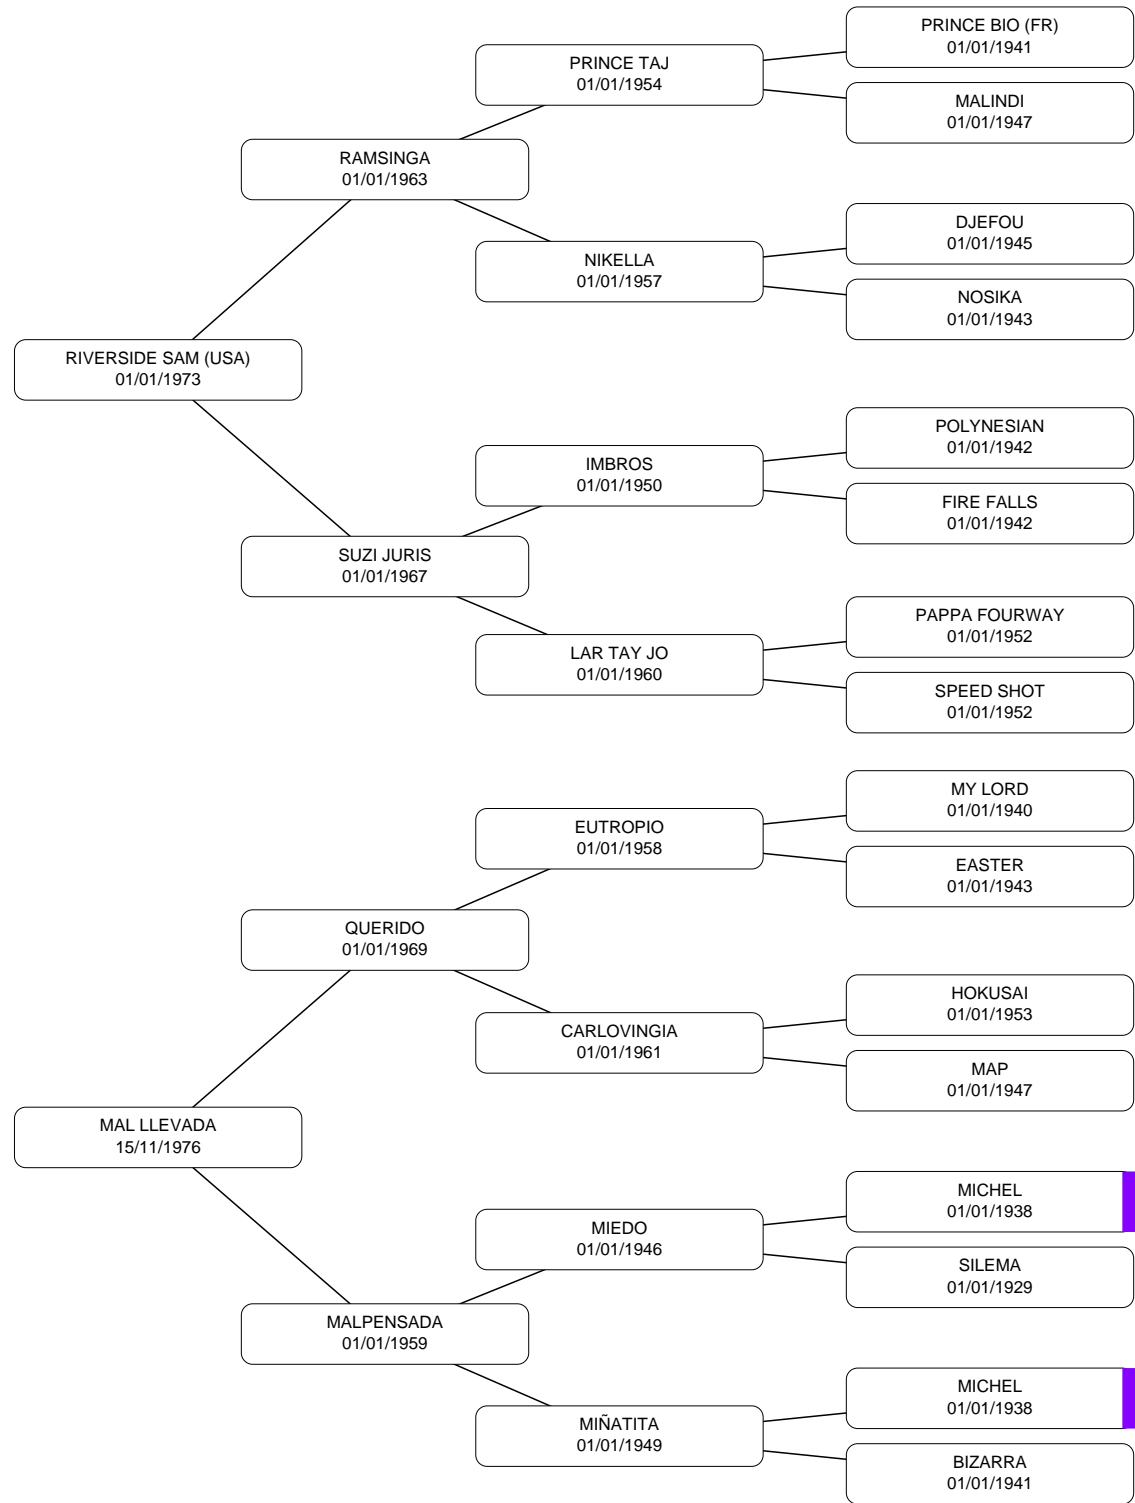 PRINCE BIO (FR)
01/01/1941
PRINCE TAJ
01/01/1954
MALINDI
01/01/1947
RAMSINGA
01/01/1963
DJEFOU
01/01/1945
NIKELLA
01/01/1957
NOSIKA
01/01/1943
RIVERSIDE SAM (USA)
01/01/1973
POLYNESIAN
01/01/1942
IMBROS
01/01/1950
FIRE FALLS
01/01/1942
SUZI JURIS
01/01/1967
PAPPA FOURWAY
01/01/1952
LAR TAY JO
01/01/1960
SPEED SHOT
01/01/1952
MY LORD
01/01/1940
EUTROPIO
01/01/1958
EASTER
01/01/1943
QUERIDO
01/01/1969
HOKUSAI
01/01/1953
CARLOVINGIA
01/01/1961
MAP
01/01/1947
MAL LLEVADA
15/11/1976
MICHEL
01/01/1938
MIEDO
01/01/1946
SILEMA
01/01/1929
MALPENSADA
01/01/1959
MICHEL
01/01/1938
MIÑATITA
01/01/1949
BIZARRA
01/01/1941